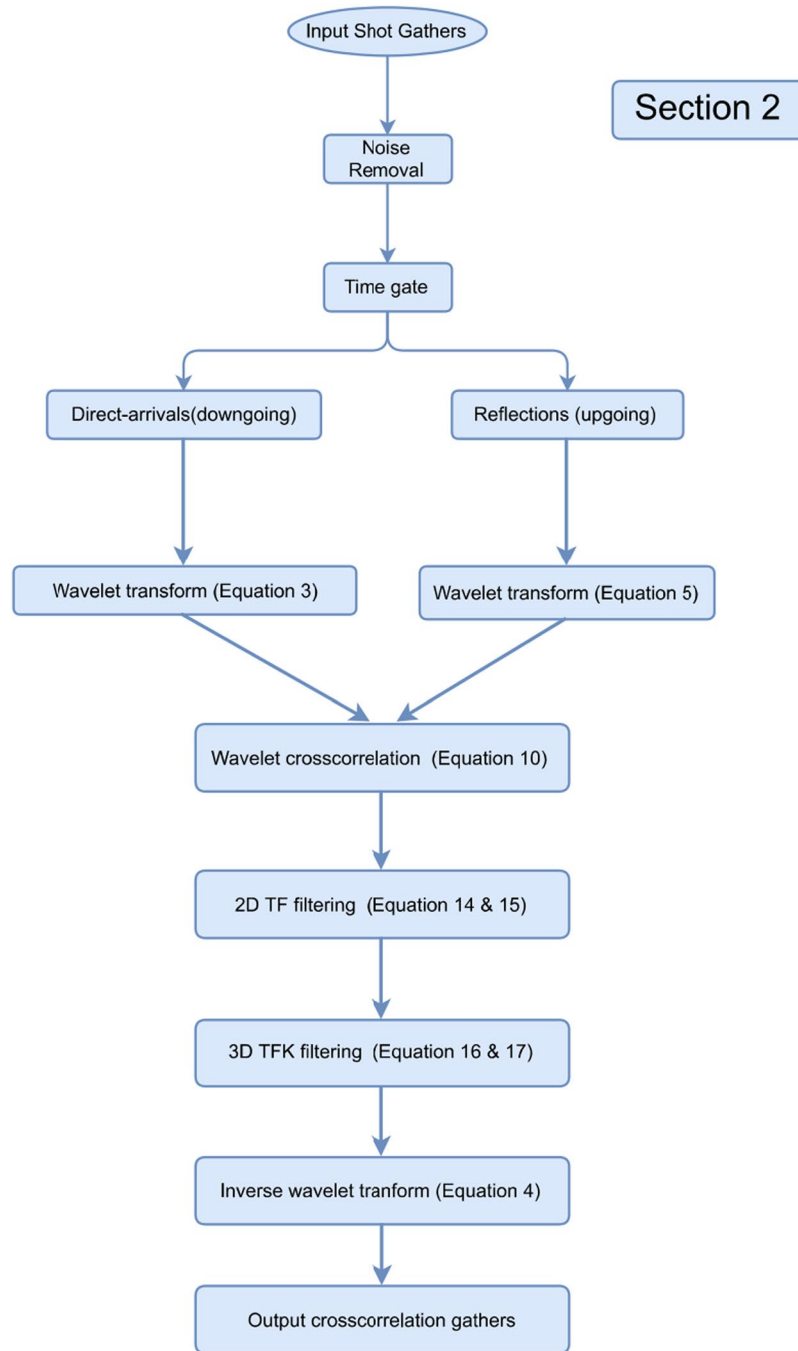 Input Shot Gathers
Section 2
Noise
Removal
Time gate
Direct-arrivals(downgoing)
Reflections (upgoing)
Wavelet transform (Equation 3)
Wavelet transform (Equation 5)
Wavelet crosscorrelation (Equation 10)
2D TF filtering (Equation 14 & 15)
3D TFK filtering (Equation 16 & 17)
Inverse wavelet tranform (Equation 4)
Output crosscorrelation gathers